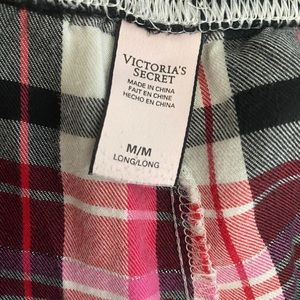 VICTORIA'S
SECRET
MADE IN CHINA
FAIT EN CHINE
HECHO EN CHINA
M/M
LONG/LONG